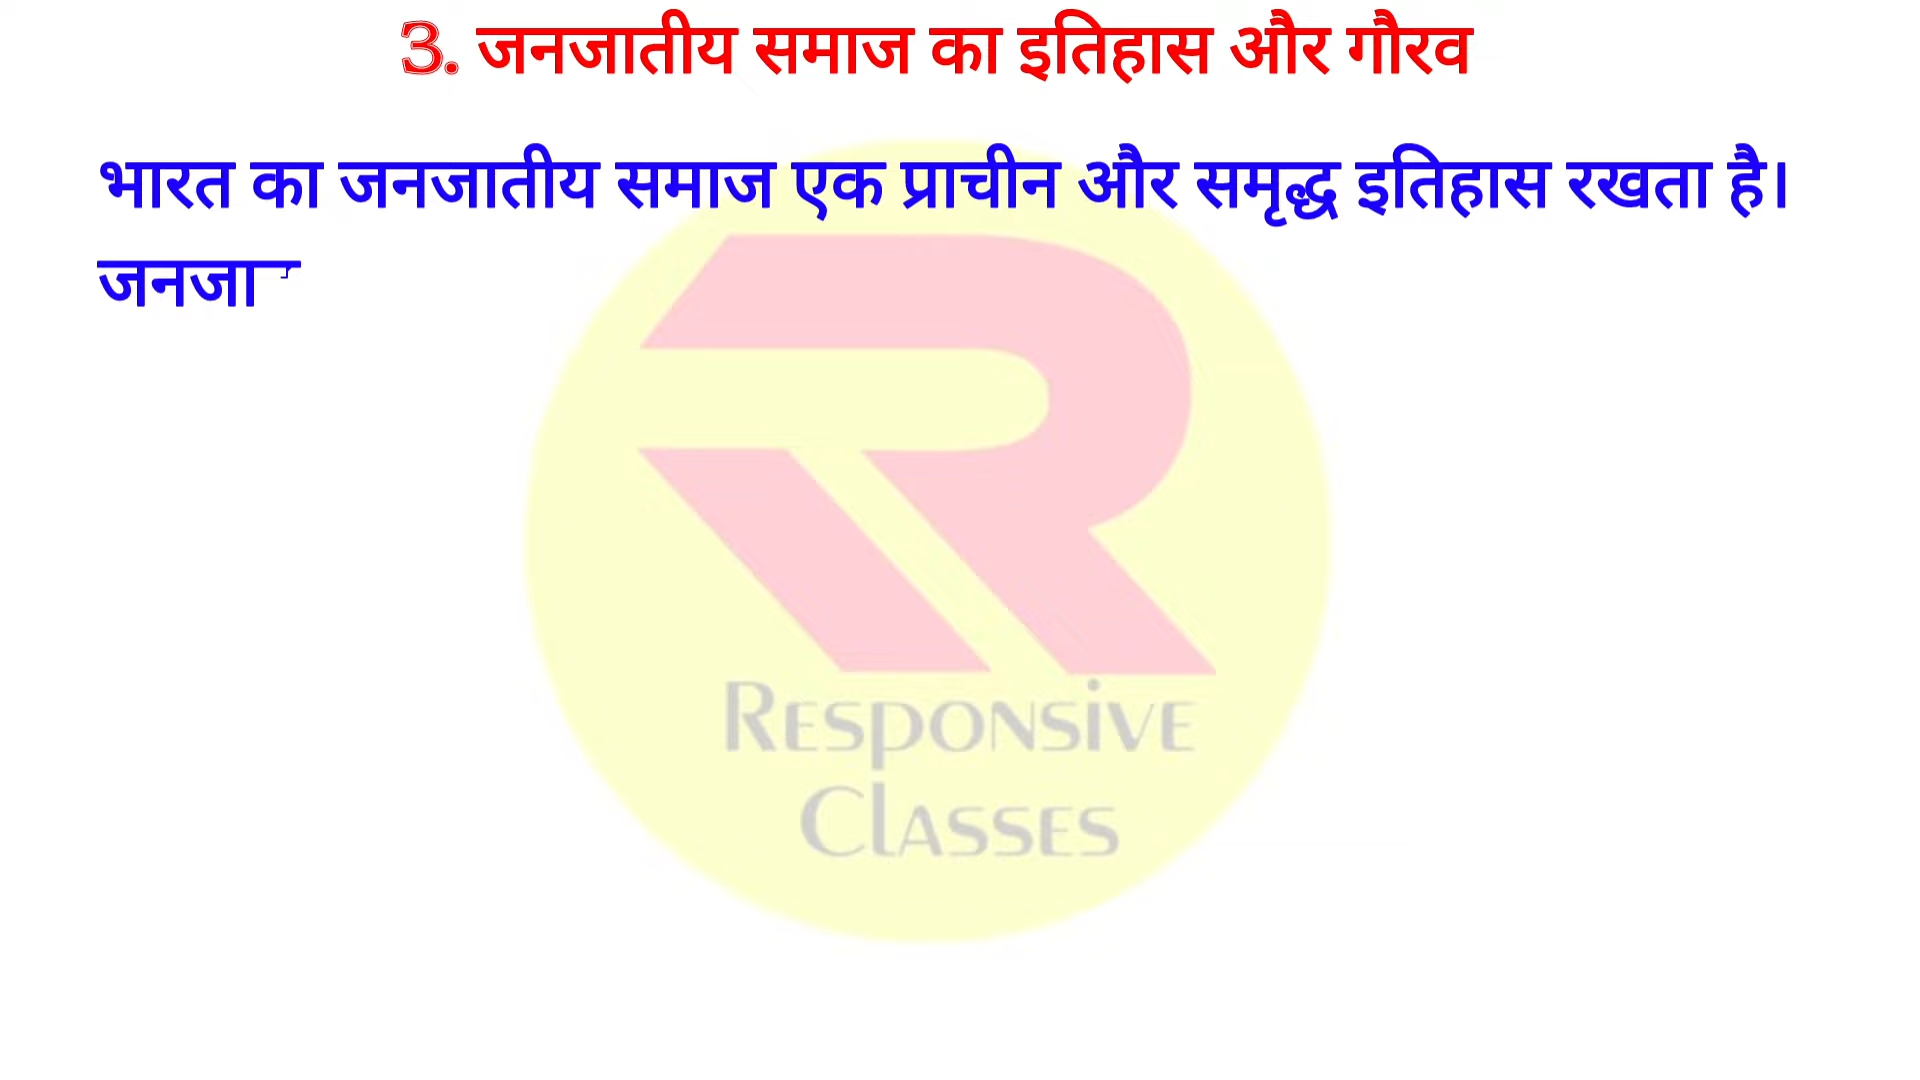 3. जनजातीय समाज का इतिहास और गौरव
भारत का जनजातीय समाज एक प्राचीन और समृद्ध इतिहास रखता है।
जनजा
Responsive
Classes